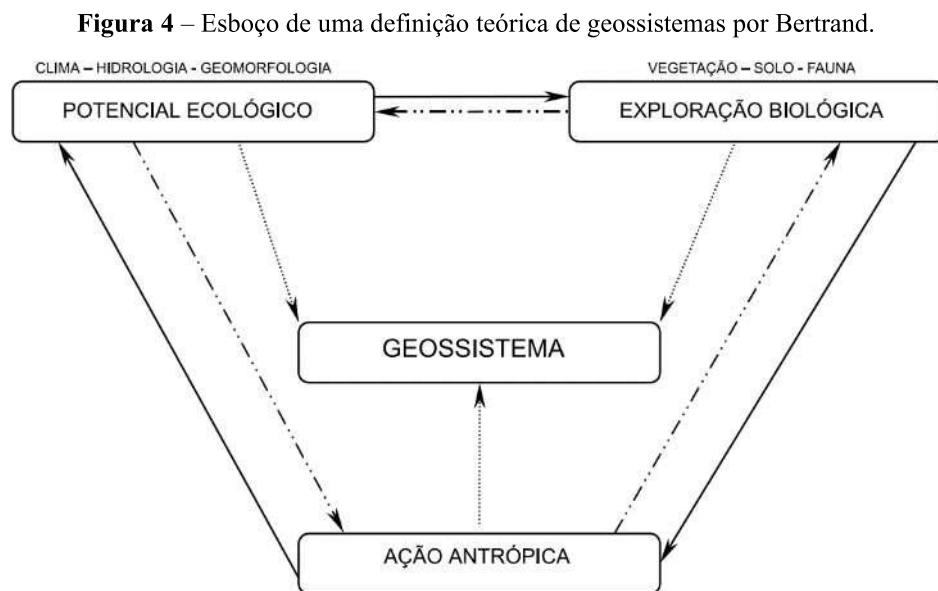 Figura 4 – Esboço de uma definição teórica de geossistemas por Bertrand.
CLIMA – HIDROLOGIA - GEOMORFOLOGIA
POTENCIAL ECOLÓGICO
VEGETAÇÃO – SOLO - FAUNA
EXPLORAÇÃO BIOLÓGICA
GEOSSISTEMA
AÇÃO ANTRÓPICA